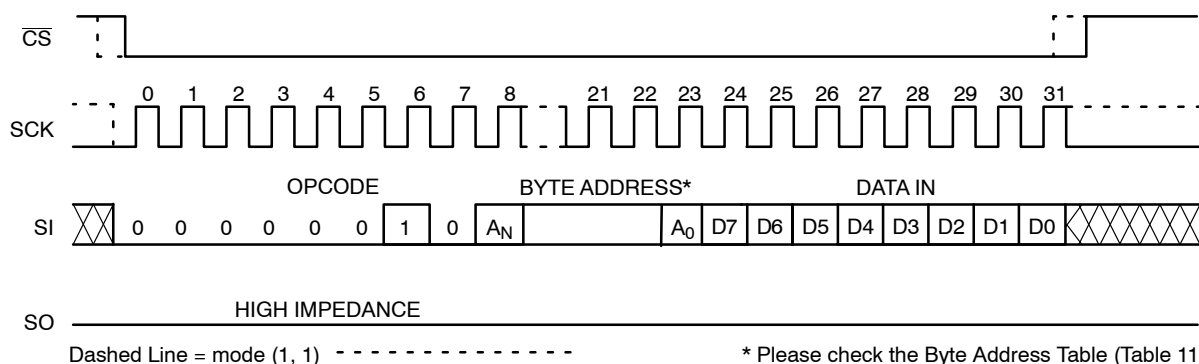 CS
0 1 2 3 4 5 6 7 8 21 22 23 24 25 26 27 28 29 30 31
SCK
OPCODE BYTE ADDRESS* DATA IN
SI 0 0 0 0 0 0 1 0 AN A0 D7 D6 D5 D4 D3 D2 D1 D0
HIGH IMPEDANCE
SO
Dashed Line = mode (1, 1) * Please check the Byte Address Table (Table 11